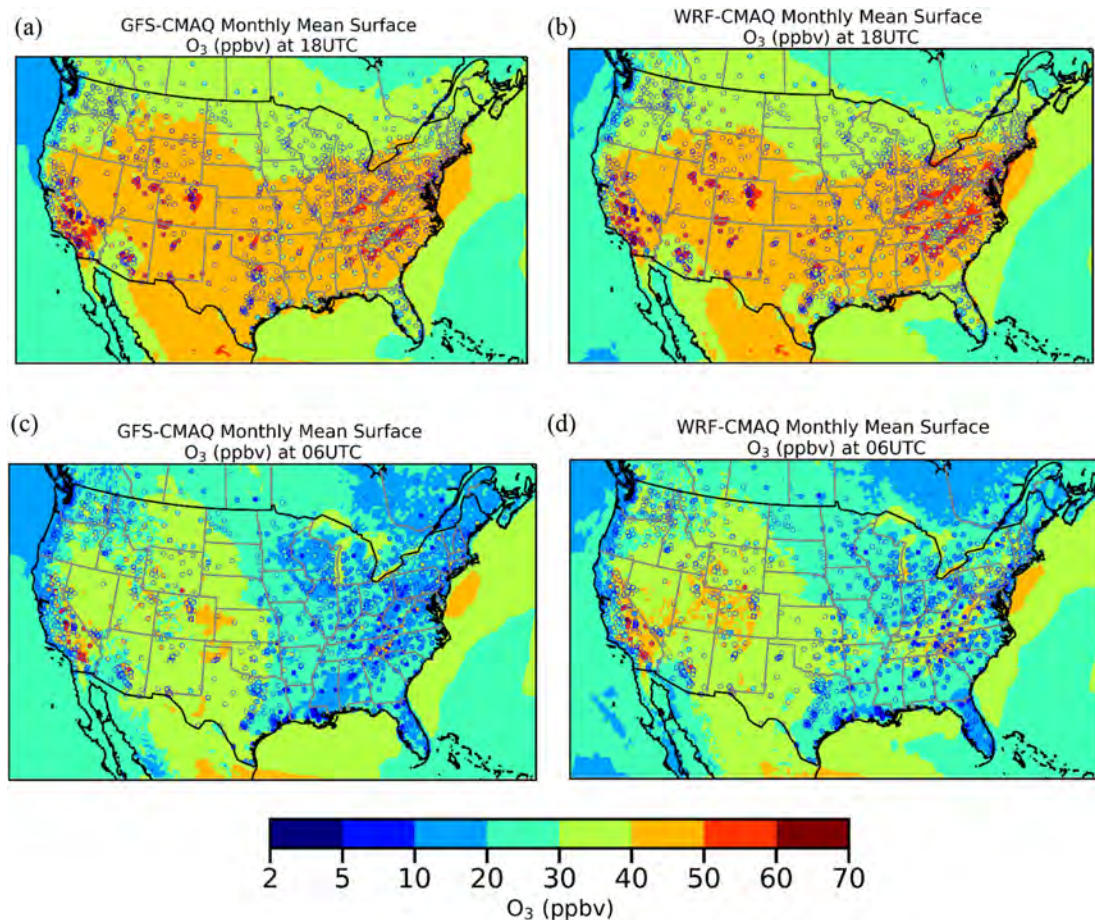 (a)
GFS-CMAQ Monthly Mean Surface
O₃ (ppbv) at 18UTC
(b)
WRF-CMAQ Monthly Mean Surface
O₃ (ppbv) at 18UTC
(c)
GFS-CMAQ Monthly Mean Surface
O₃ (ppbv) at 06UTC
(d)
WRF-CMAQ Monthly Mean Surface
O₃ (ppbv) at 06UTC
2 5 10 20 30 40 50 60 70
O₃ (ppbv)